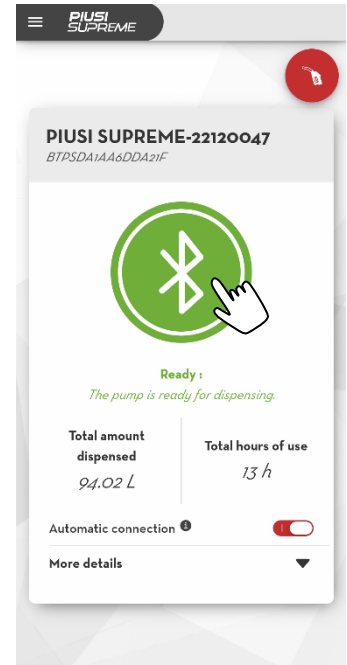 PIUSI
SUPREME
PIUSI SUPREME-22120047
BTPSDA1AA6DDA21F
Ready :
The pump is ready for dispensing.
Total amount
dispensed
94.02 L
Total hours of use
13 h
Automatic connection
More details